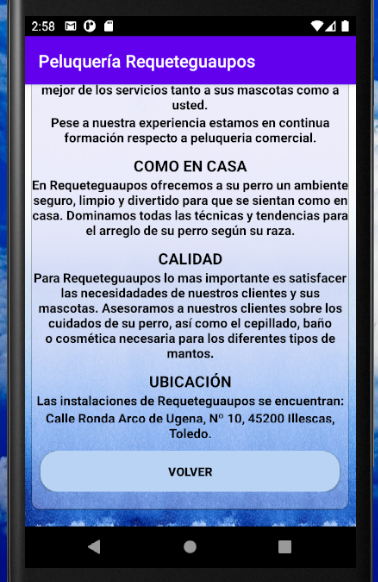 2:58
Peluquería Requeteguaupos
mejor de los servicios tanto a sus mascotas como a
usted.
Pese a nuestra experiencia estamos en continua
formación respecto a peluqueria comercial.
COMO EN CASA
En Requeteguaupos ofrecemos a su perro un ambiente
seguro, limpio y divertido para que se sientan como en
casa. Dominamos todas las técnicas y tendencias para
el arreglo de su perro según su raza.
CALIDAD
Para Requeteguaupos lo mas importante es satisfacer
las necesidadades de nuestros clientes y sus
mascotas. Asesoramos a nuestros clientes sobre los
cuidados de su perro, así como el cepillado, baño
o cosmética necesaria para los diferentes tipos de
mantos.
UBICACIÓN
Las instalaciones de Requeteguaupos se encuentran:
Calle Ronda Arco de Ugena, Nº 10, 45200 Illescas,
Toledo.
VOLVER